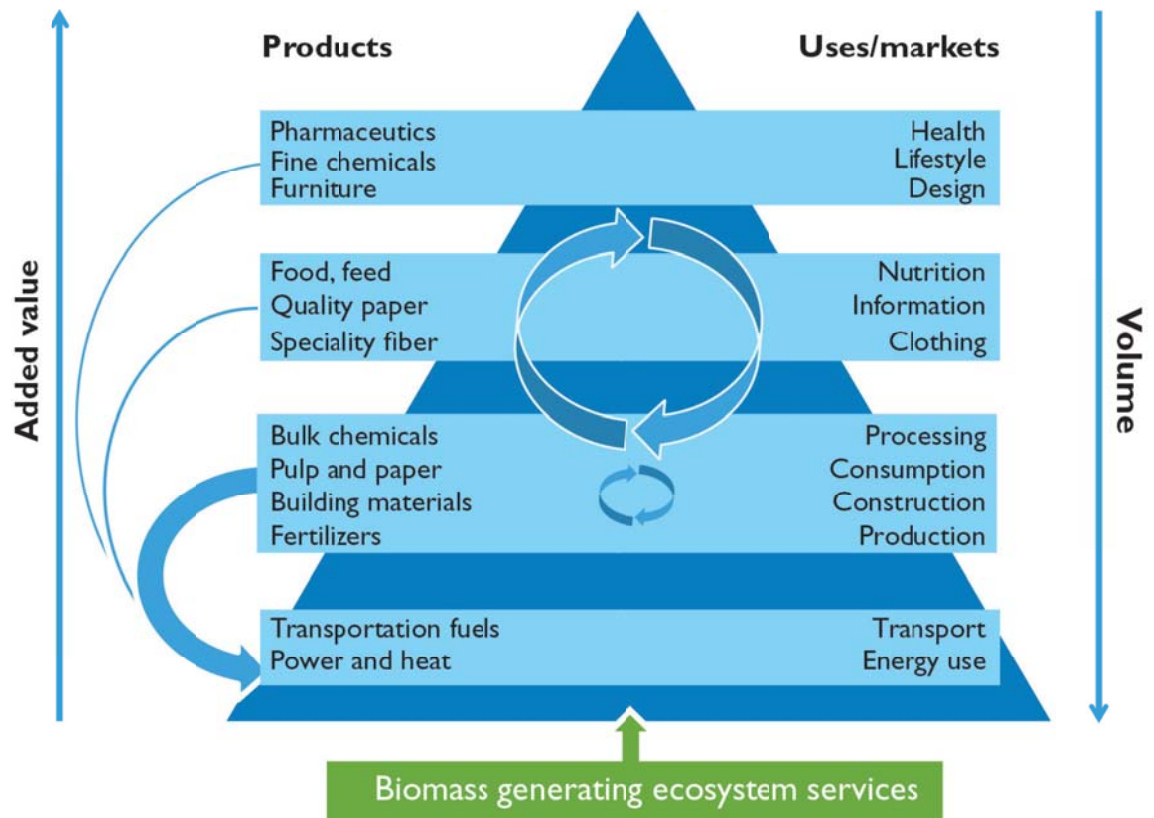 Products
Uses/markets
Pharmaceutics
Fine chemicals
Furniture
Health
Lifestyle
Design
Food, feed
Quality paper
Speciality fiber
Nutrition
Information
Clothing
Bulk chemicals
Pulp and paper
Building materials
Fertilizers
Processing
Consumption
Construction
Production
Transportation fuels
Power and heat
Transport
Energy use
Added value
Volume
Biomass generating ecosystem services